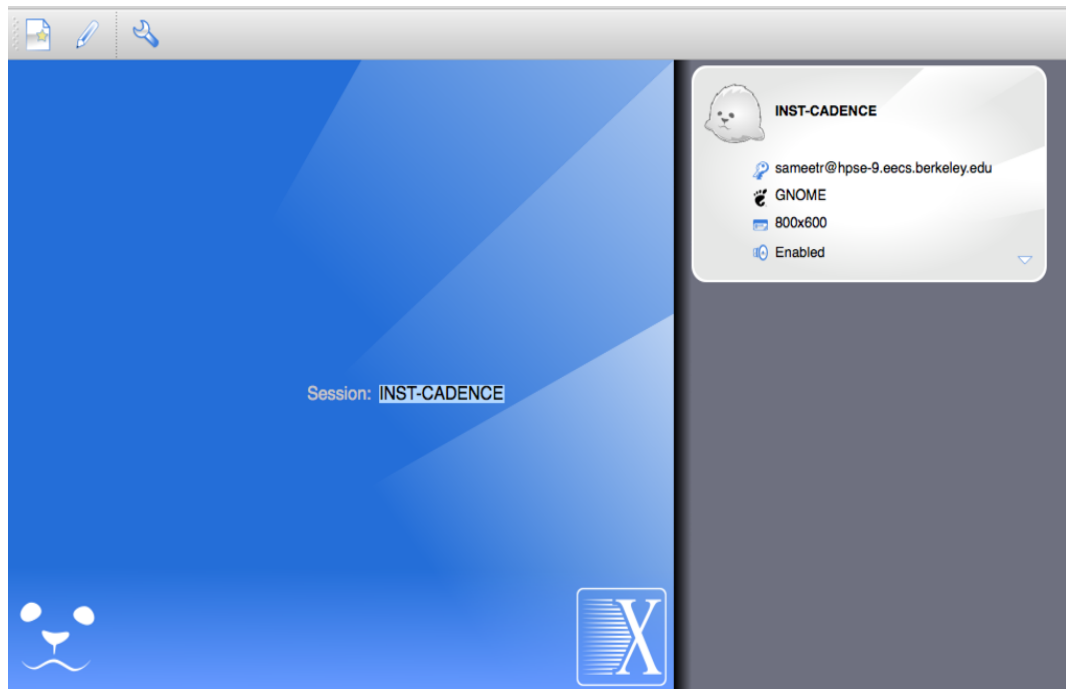 INST-CADENCE
sameetr@hpse-9.eecs.berkeley.edu
GNOME
800x600
Enabled
Session: INST-CADENCE
X